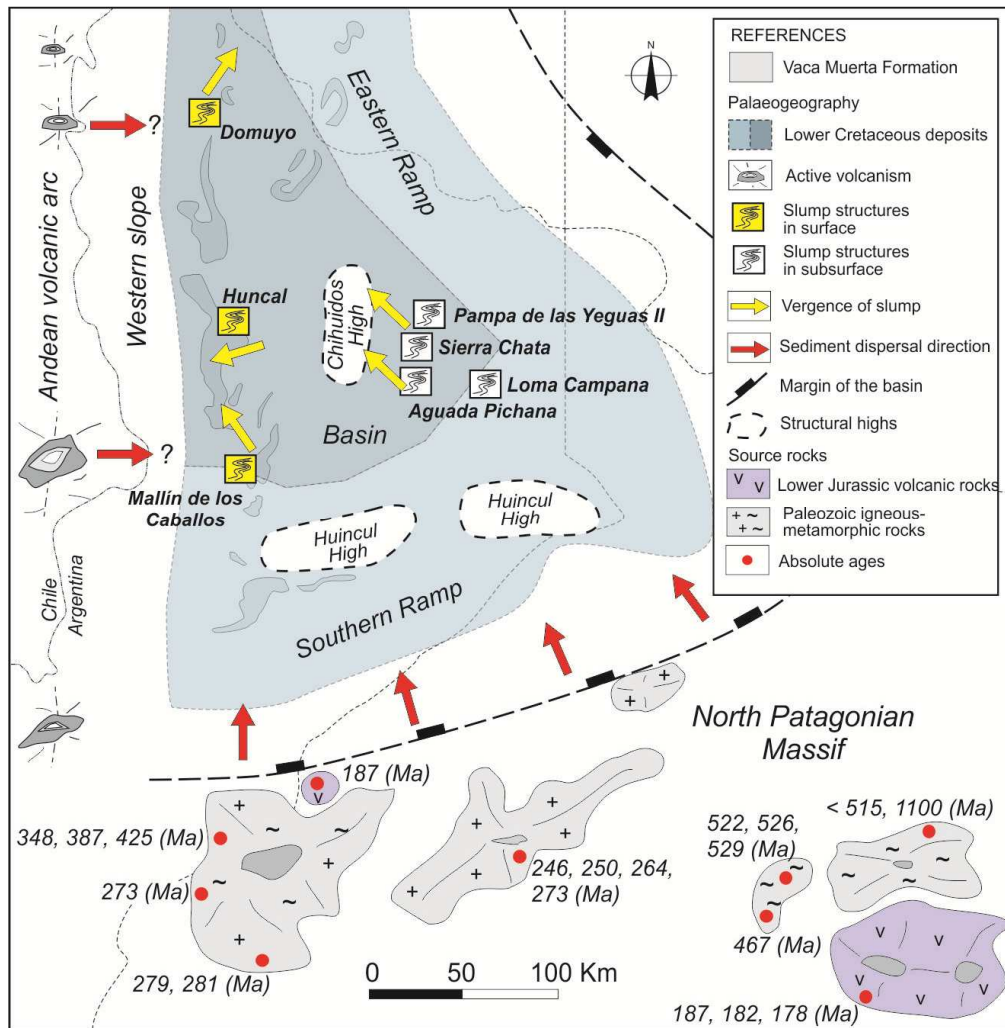 REFERENCES
Vaca Muerta Formation
Palaeogeography
Lower Cretaceous deposits
Active volcanism
Slump structures
in surface
Slump structures
in subsurface
Vergence of slump
Sediment dispersal direction
Margin of the basin
Structural highs
Source rocks
Lower Jurassic volcanic rocks
Paleozoic igneous-
metamorphic rocks
Absolute ages
N
Andean volcanic arc
Western slope
Eastern Ramp
?
Domuyo
Huncal
Chihuidos
High
Pampa de las Yeguas II
Sierra Chata
Loma Campana
Aguada Pichana
Basin
?
Mallín de los
Caballos
Huincul
High
Huincul
High
Chile
Argentina
Southern Ramp
North Patagonian
Massif
187 (Ma)
348, 387, 425 (Ma)
273 (Ma)
279, 281 (Ma)
246, 250, 264,
273 (Ma)
522, 526,
529 (Ma)
< 515, 1100 (Ma)
467 (Ma)
187, 182, 178 (Ma)
0 50 100 Km